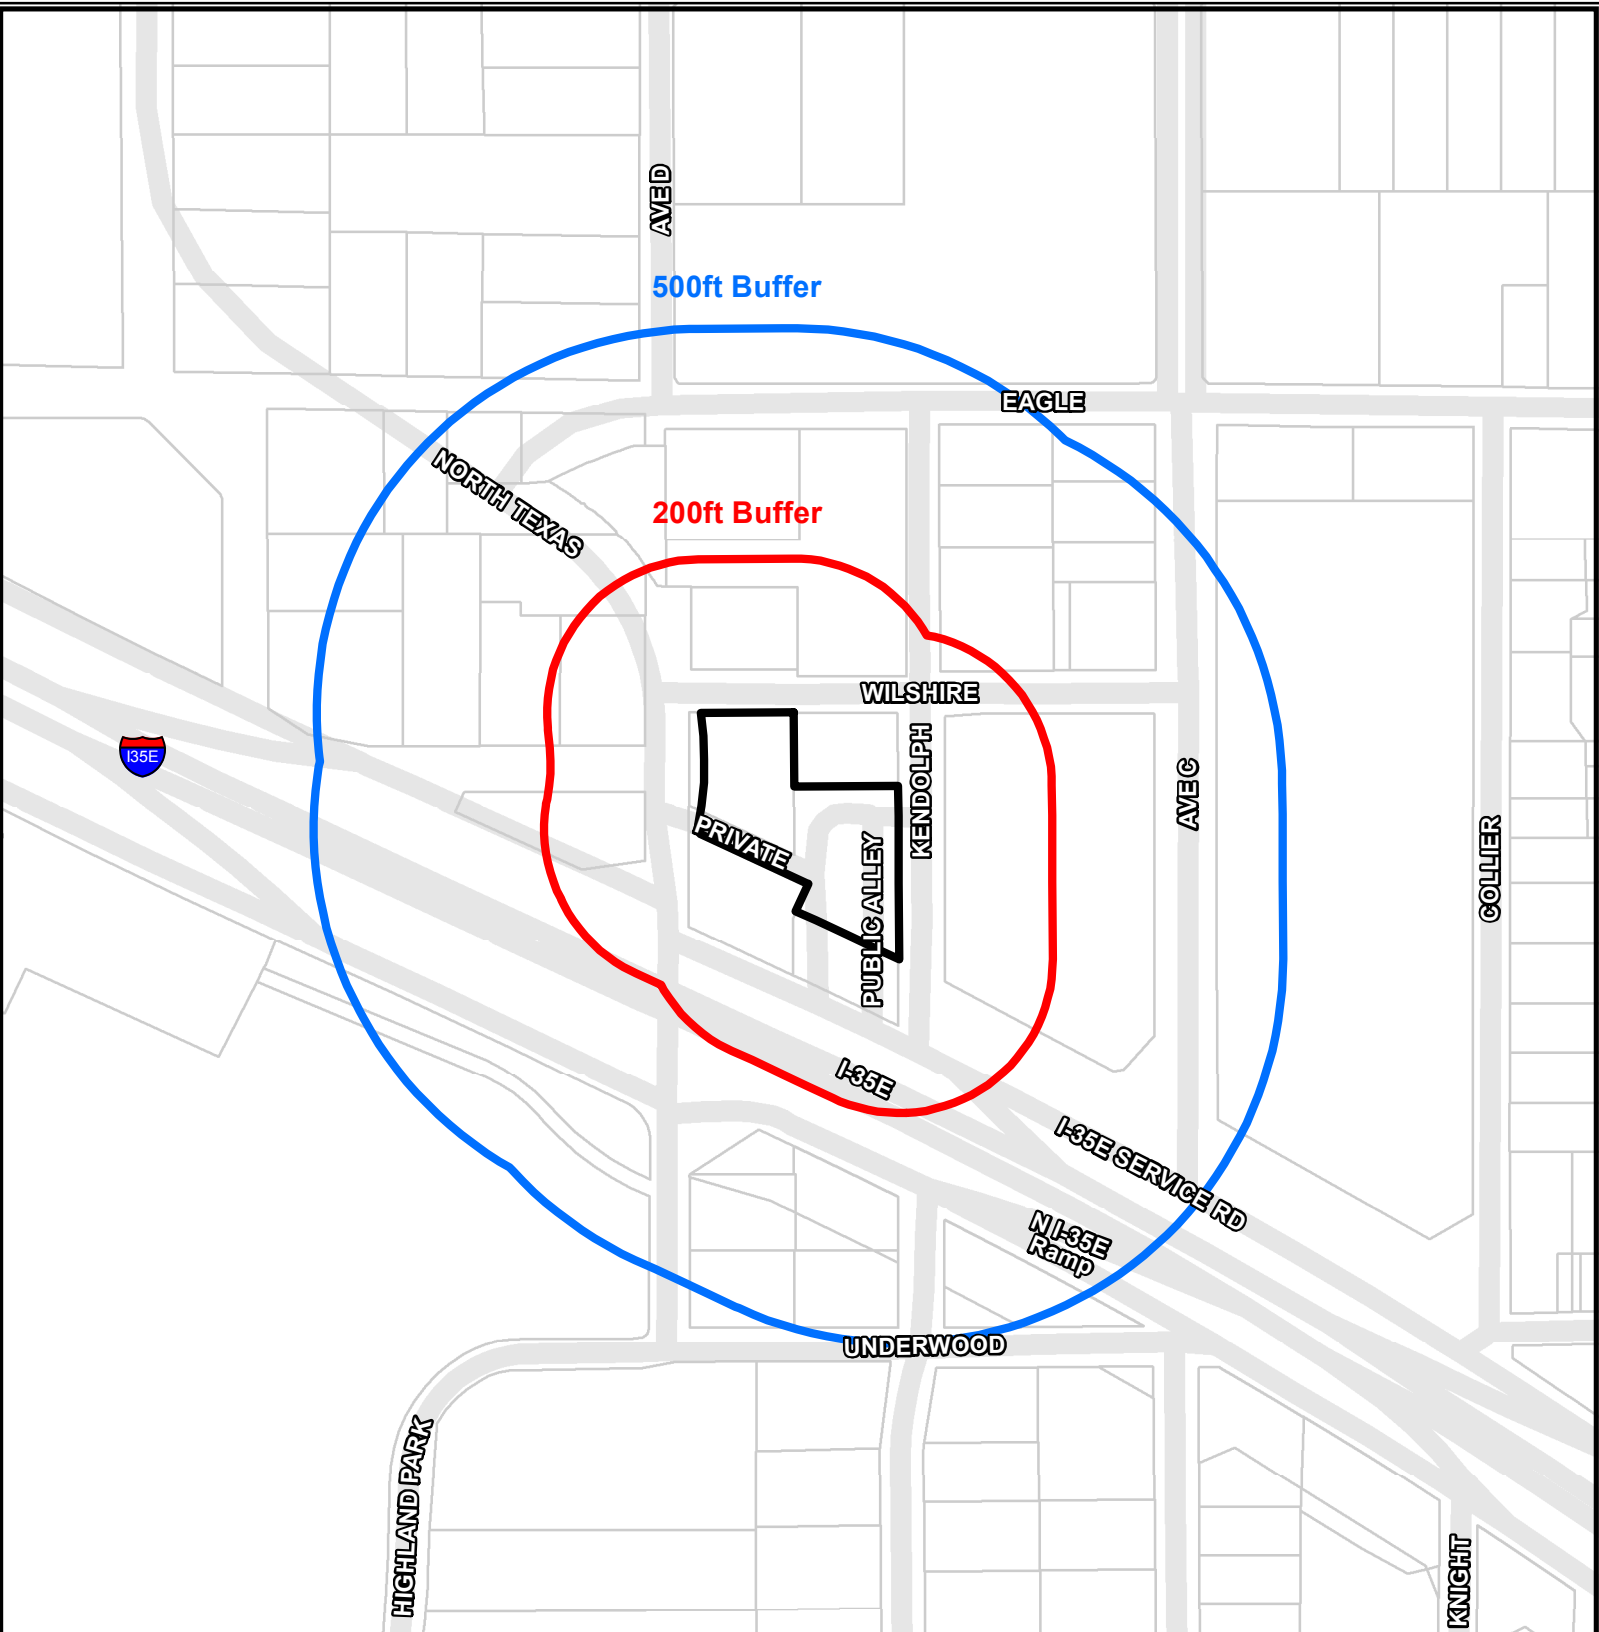 AVE D
500ft Buffer
EAGLE
NORTH TEXAS
200ft Buffer
WILSHIRE
I35E
KENDOLPH
AVE C
PRIVATE
PUBLIC ALLEY
COLLIER
I-35E
I-35E SERVICE RD
N I-35E
Ramp
UNDERWOOD
HIGHLAND PARK
KNIGHT